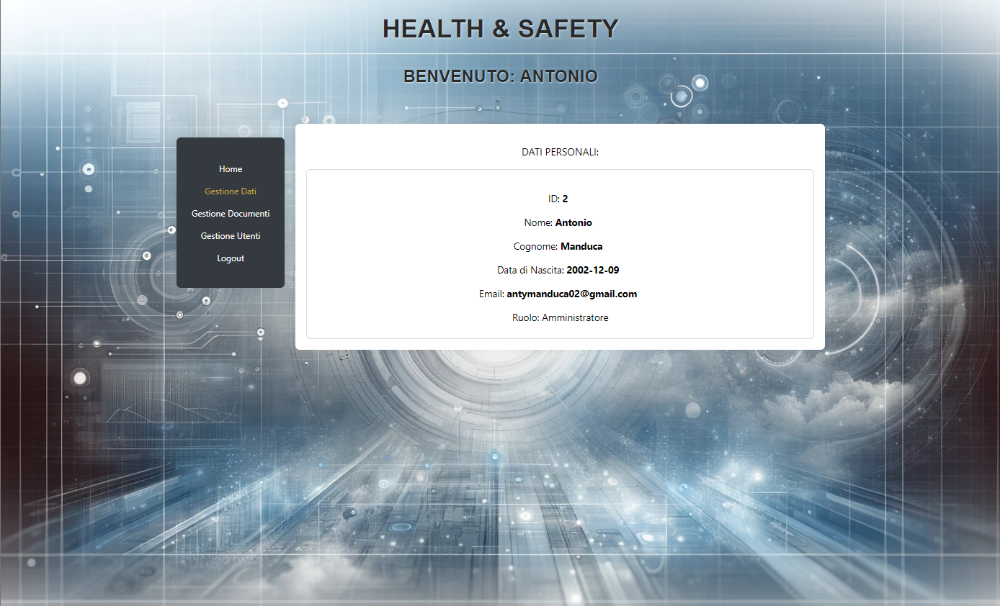 HEALTH & SAFETY
BENVENUTO: ANTONIO
Home
Gestione Dati
Gestione Documenti
Gestione Utenti
Logout
DATI PERSONALI:
ID: 2
Nome: Antonio
Cognome: Manduca
Data di Nascita: 2002-12-09
Email: antymanduca02@gmail.com
Ruolo: Amministratore